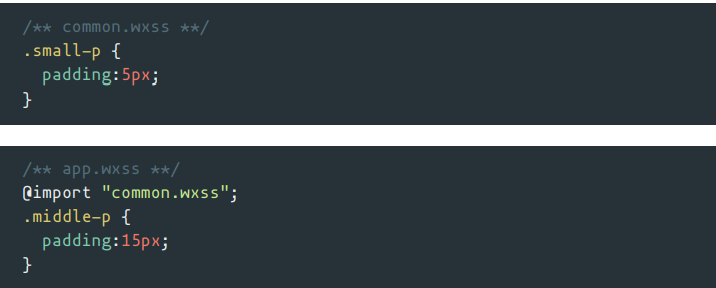 /** common.wxss **/
.small-p {
  padding:5px;
}
/** app.wxss **/
@import "common.wxss";
.middle-p {
  padding:15px;
}